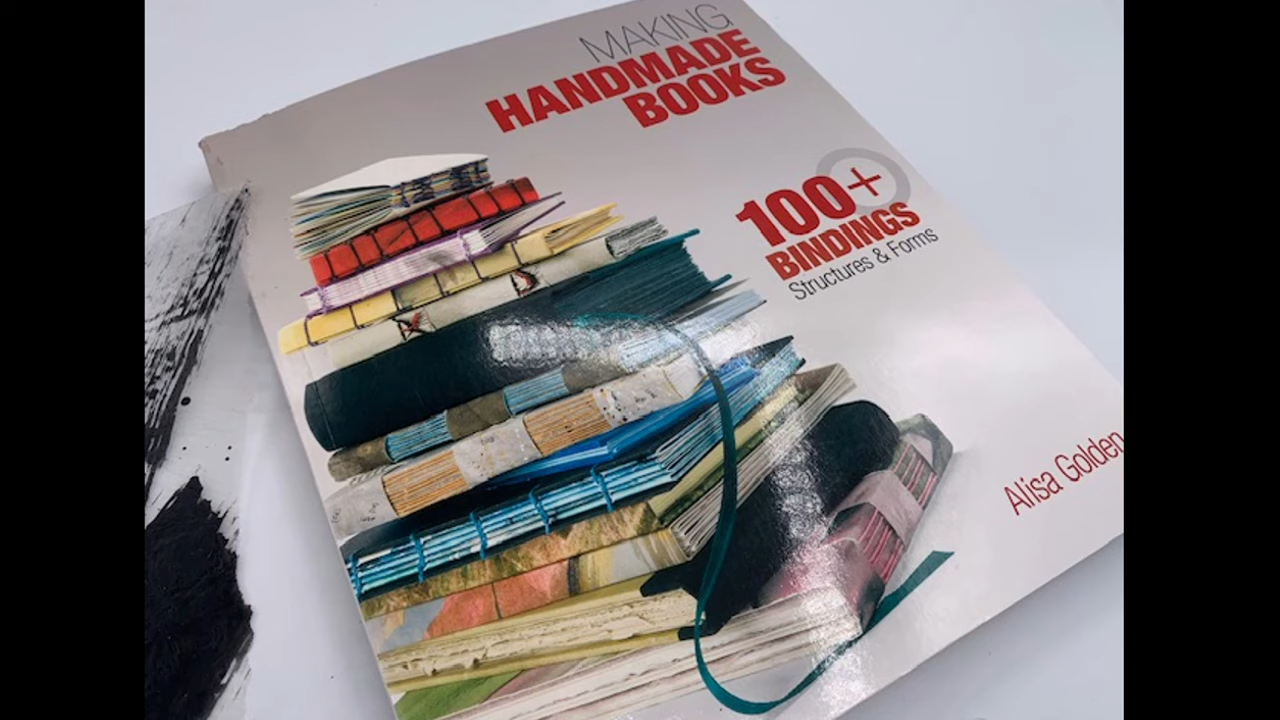 MAKING
HANDMADE
BOOKS
100+
BINDINGS
Structures & Forms
Alisa Golden